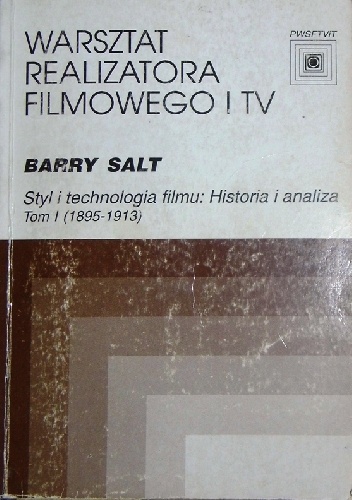 WARSZTAT
REALIZATORA
FILMOWEGO I TV
PWSFTViT
BARRY SALT
Styl i technologia filmu: Historia i analiza
Tom I (1895-1913)